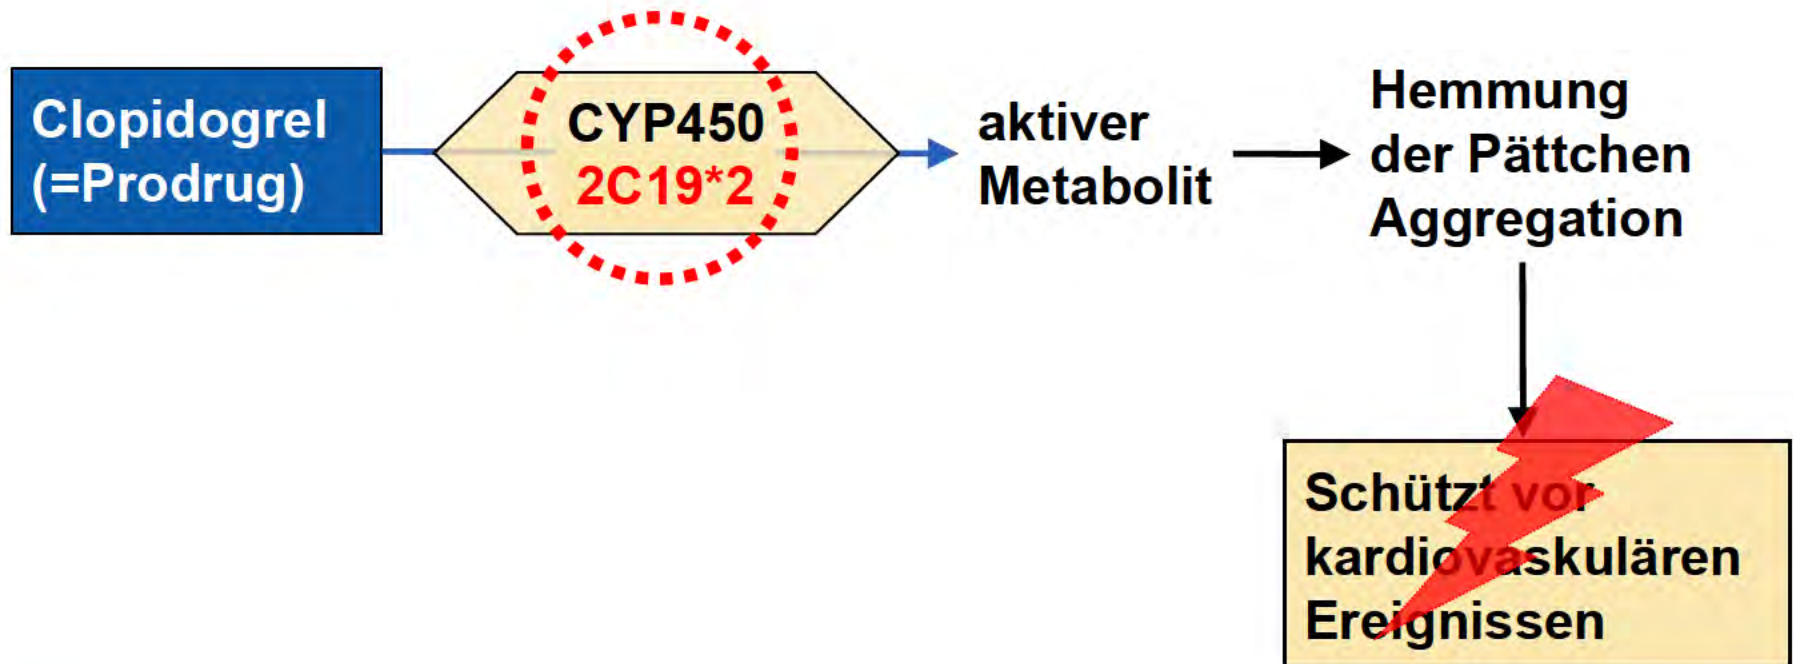 Clopidogrel
(=Prodrug)
CYP450
2C19*2
aktiver
Metabolit
Hemmung
der Pättchen
Aggregation
Schützt vor
kardiovaskulären
Ereignissen